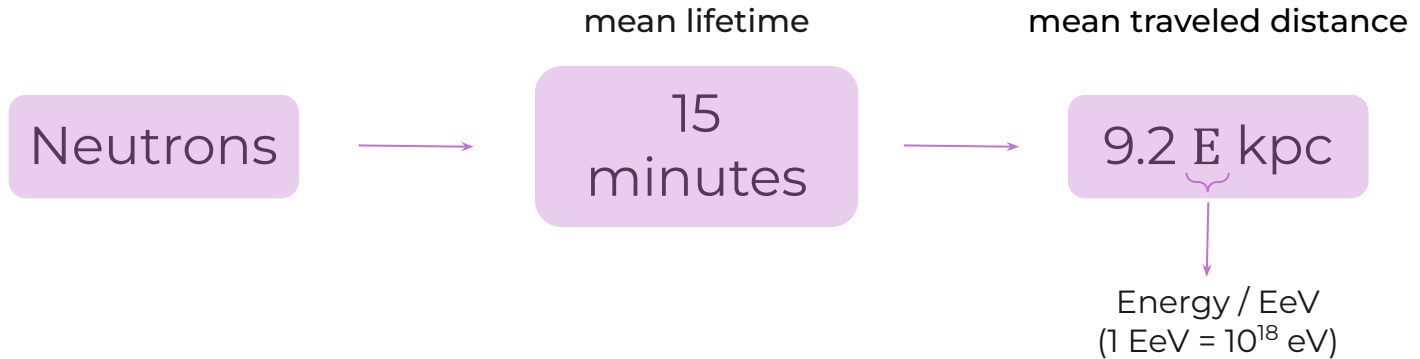 mean lifetime
mean traveled distance
Neutrons
15
minutes
9.2 E kpc
Energy / EeV
(1 EeV = 10¹⁸ eV)